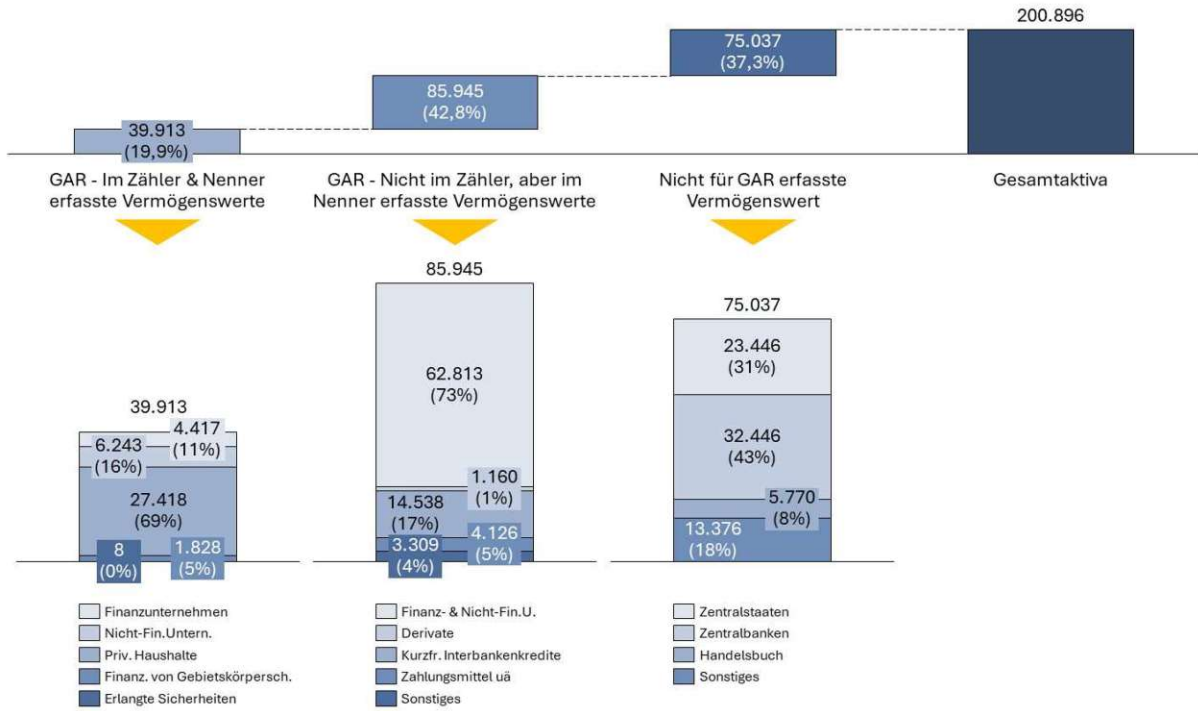 200.896
75.037
(37,3%)
85.945
(42,8%)
39.913
(19,9%)
GAR - Im Zähler & Nenner
erfasste Vermögenswerte
GAR - Nicht im Zähler, aber im
Nenner erfasste Vermögenswerte
Nicht für GAR erfasste
Vermögenswert
Gesamtaktiva
39.913
4.417
(11%)
6.243
(16%)
27.418
(69%)
8
(0%)
1.828
(5%)
Finanzunternehmen
Nicht-Fin.Untern.
Priv. Haushalte
Finanz. von Gebietskörpersch.
Erlangte Sicherheiten
85.945
62.813
(73%)
1.160
(1%)
14.538
(17%)
4.126
(5%)
3.309
(4%)
Finanz- & Nicht-Fin.U.
Derivate
Kurzfr. Interbankenkredite
Zahlungsmittel uä
Sonstiges
75.037
23.446
(31%)
32.446
(43%)
5.770
(8%)
13.376
(18%)
Zentralstaaten
Zentralbanken
Handelsbuch
Sonstiges